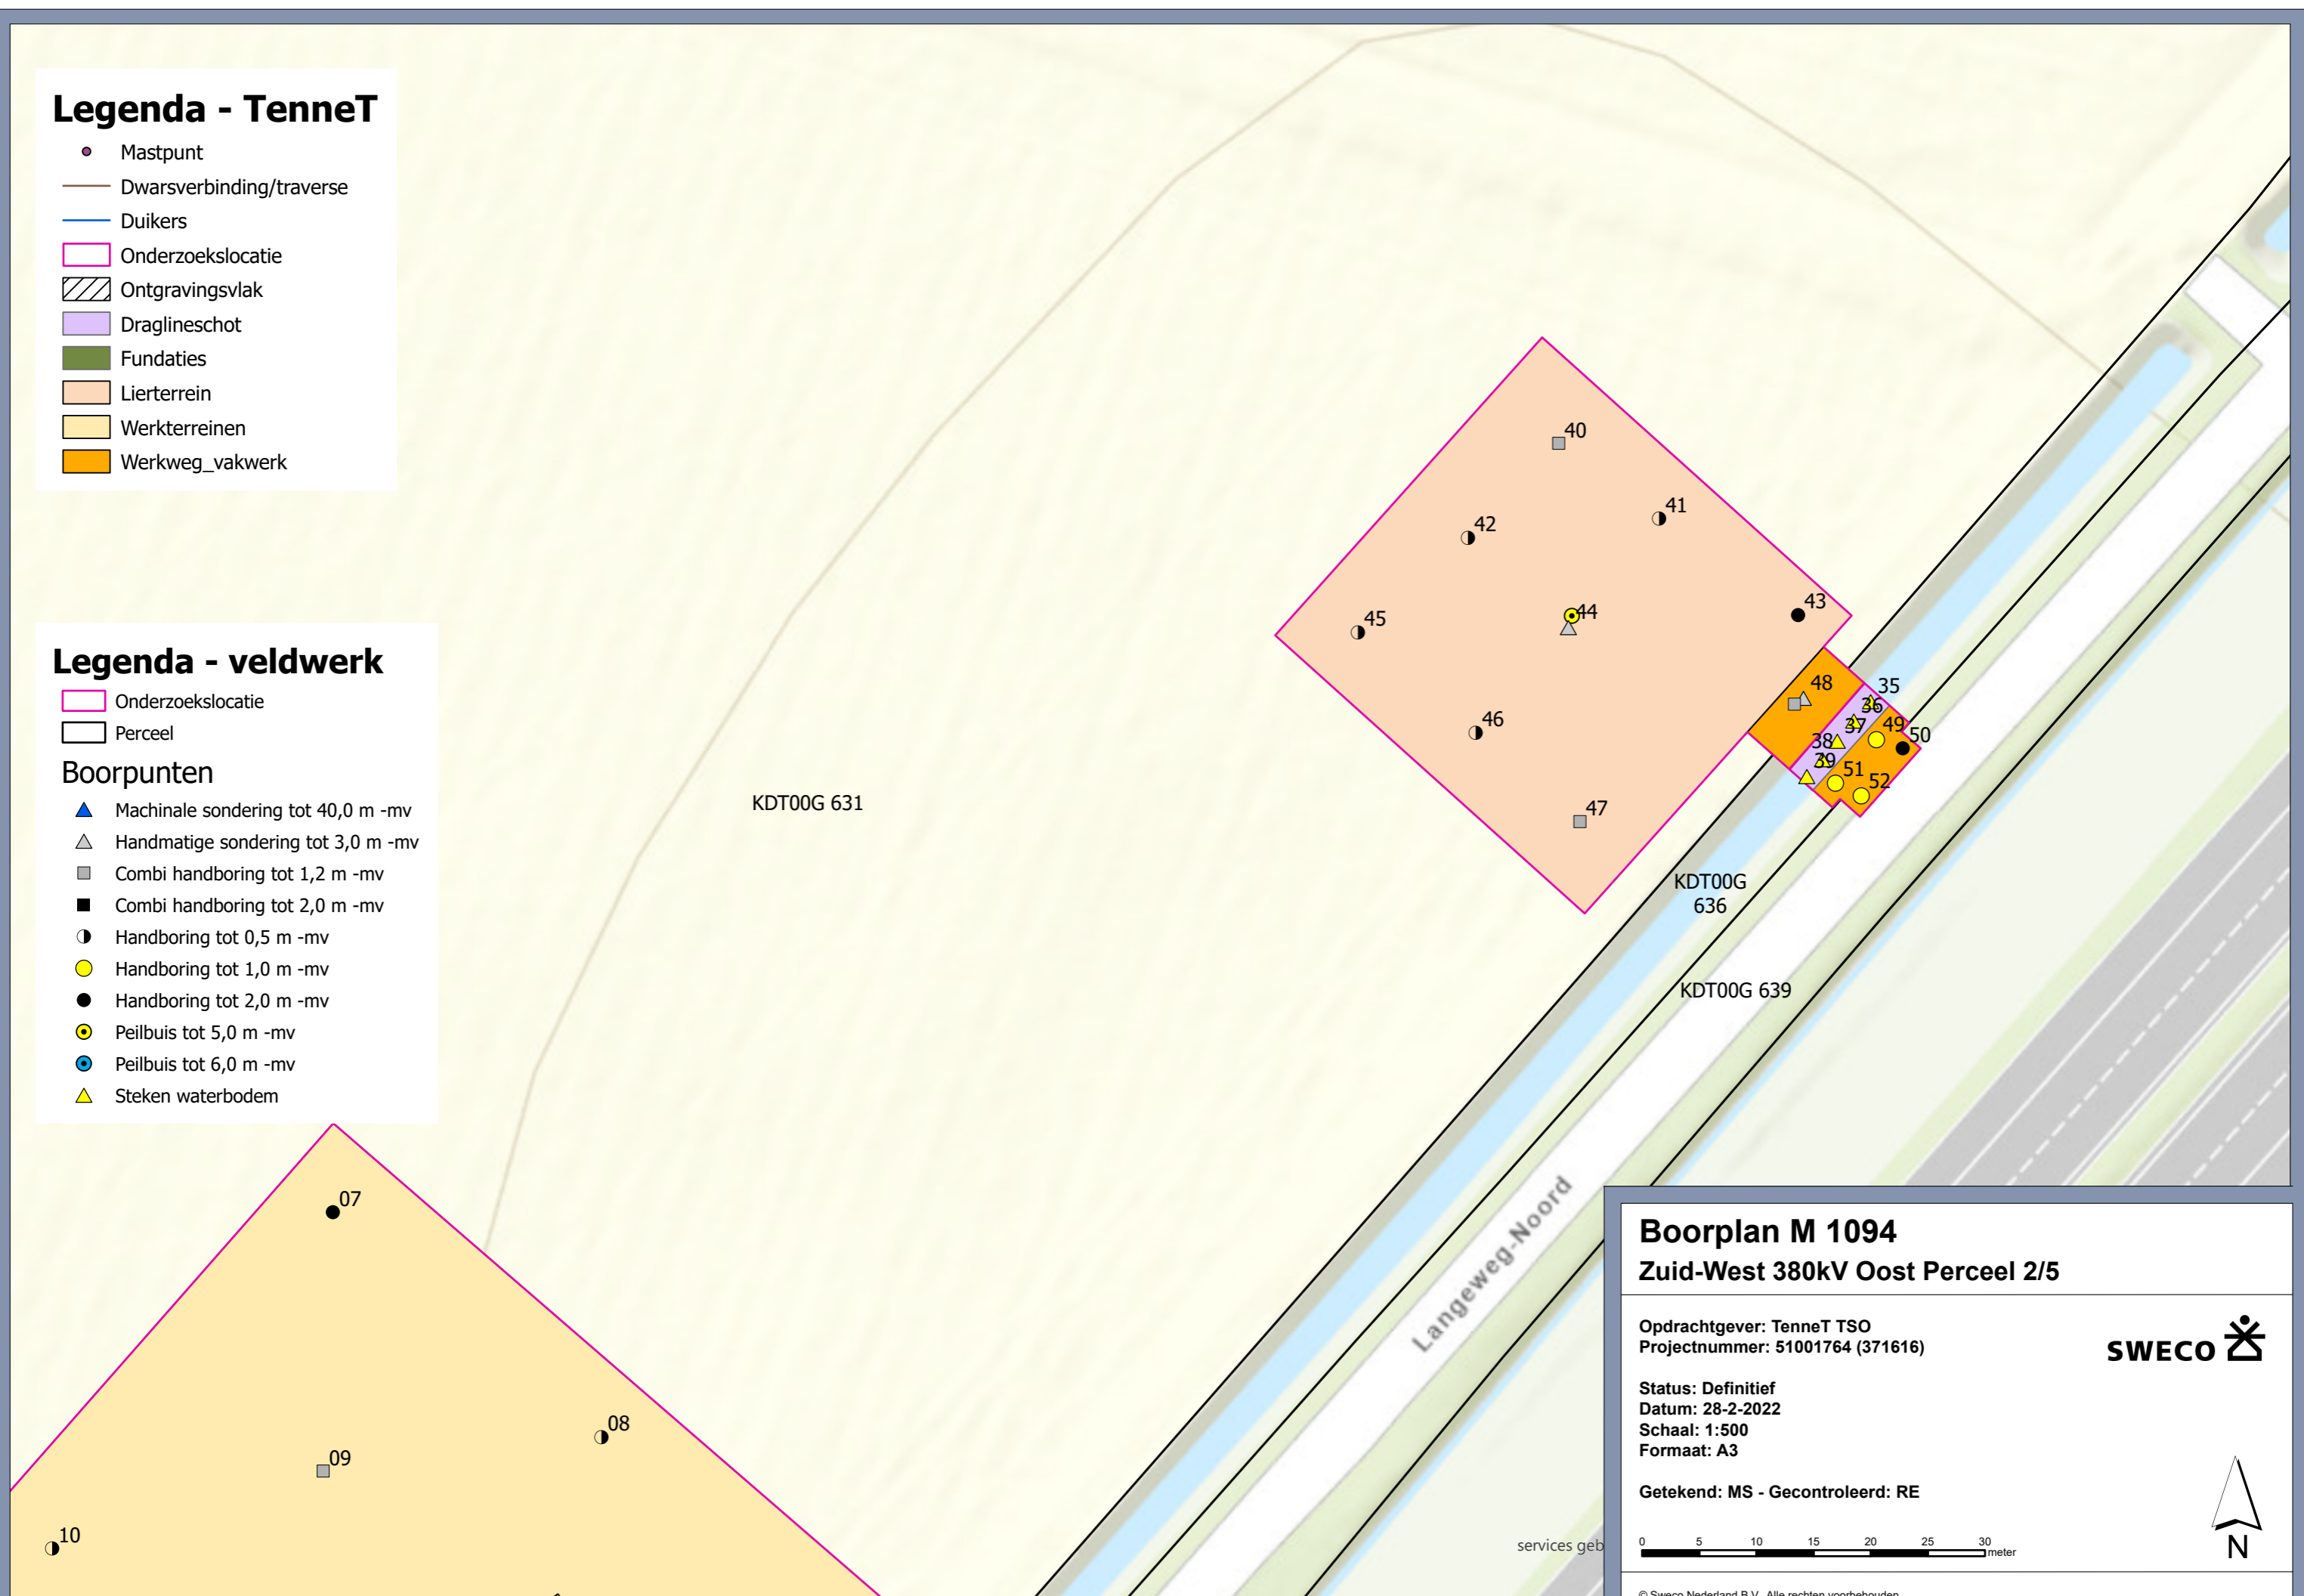 Legenda - TenneT
Mastpunt
Dwarsverbinding/traverse
Duikers
Onderzoekslocatie
Ontgravingsvlak
Draglineschot
Fundaties
Lierterrein
Werkterreinen
Werkweg_vakwerk
Legenda - veldwerk
Onderzoekslocatie
Perceel
Boorpunten
Machinale sondering tot 40,0 m -mv
Handmatige sondering tot 3,0 m -mv
Combi handboring tot 1,2 m -mv
Combi handboring tot 2,0 m -mv
Handboring tot 0,5 m -mv
Handboring tot 1,0 m -mv
Handboring tot 2,0 m -mv
Peilbuis tot 5,0 m -mv
Peilbuis tot 6,0 m -mv
Steken waterbodem
40
41
42
43
44
45
46
47
48
35
36
37
38
39
49
50
51
52
KDT00G 631
KDT00G
636
KDT00G 639
Langeweg-Noord
07
08
09
10
services geb
Boorplan M 1094
Zuid-West 380kV Oost Perceel 2/5
Opdrachtgever: TenneT TSO
Projectnummer: 51001764 (371616)
SWECO
Status: Definitief
Datum: 28-2-2022
Schaal: 1:500
Formaat: A3
Getekend: MS - Gecontroleerd: RE
0 5 10 15 20 25 30
meter
N
© Sweco Nederland B.V. Alle rechten voorbehouden